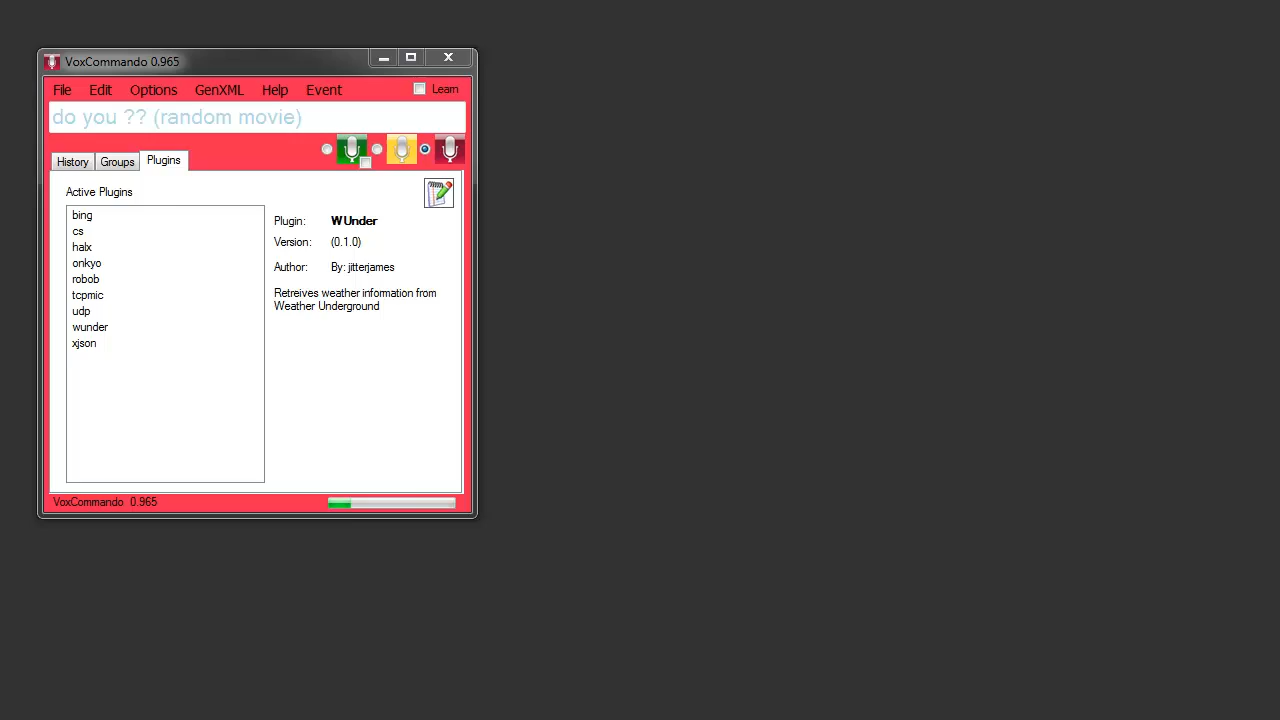 VoxCommando 0.965
File Edit Options GenXML Help Event Learn
do you ?? (random movie)
History Groups Plugins
Active Plugins
bing
cs
halx
onkyo
robob
tcpmic
udp
wunder
xjson
Plugin: WUnder
Version: (0.1.0)
Author: By: jitterjames
Retreives weather information from
Weather Underground
VoxCommando 0.965